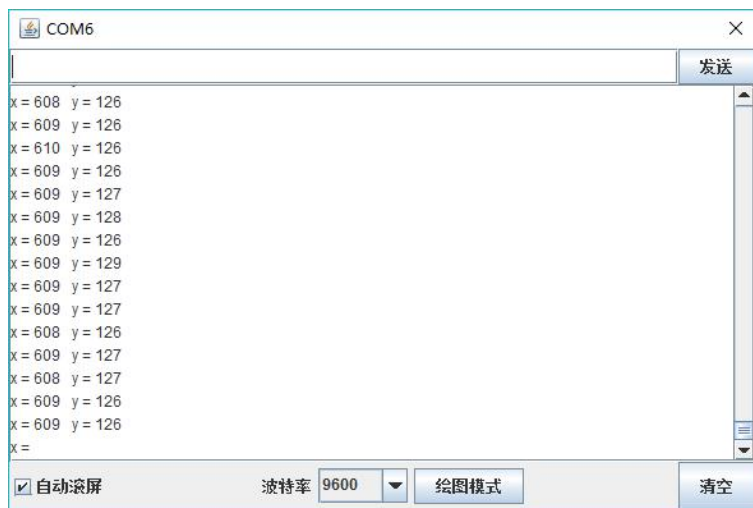 COM6
发送
x = 608 y = 126
x = 609 y = 126
x = 610 y = 126
x = 609 y = 126
x = 609 y = 127
x = 609 y = 128
x = 609 y = 126
x = 609 y = 129
x = 609 y = 127
x = 609 y = 127
x = 608 y = 126
x = 609 y = 127
x = 608 y = 127
x = 609 y = 126
x = 609 y = 126
x =
自动滚屏 波特率 9600 绘图模式 清空